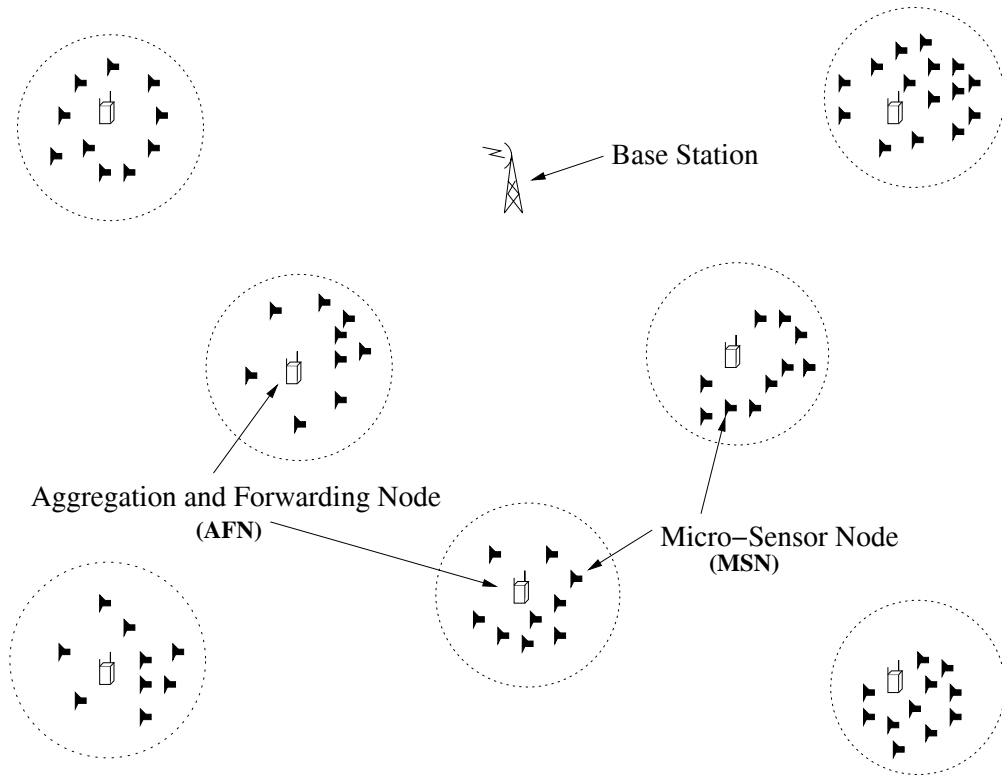 Base Station
Aggregation and Forwarding Node
(AFN)
Micro−Sensor Node
(MSN)